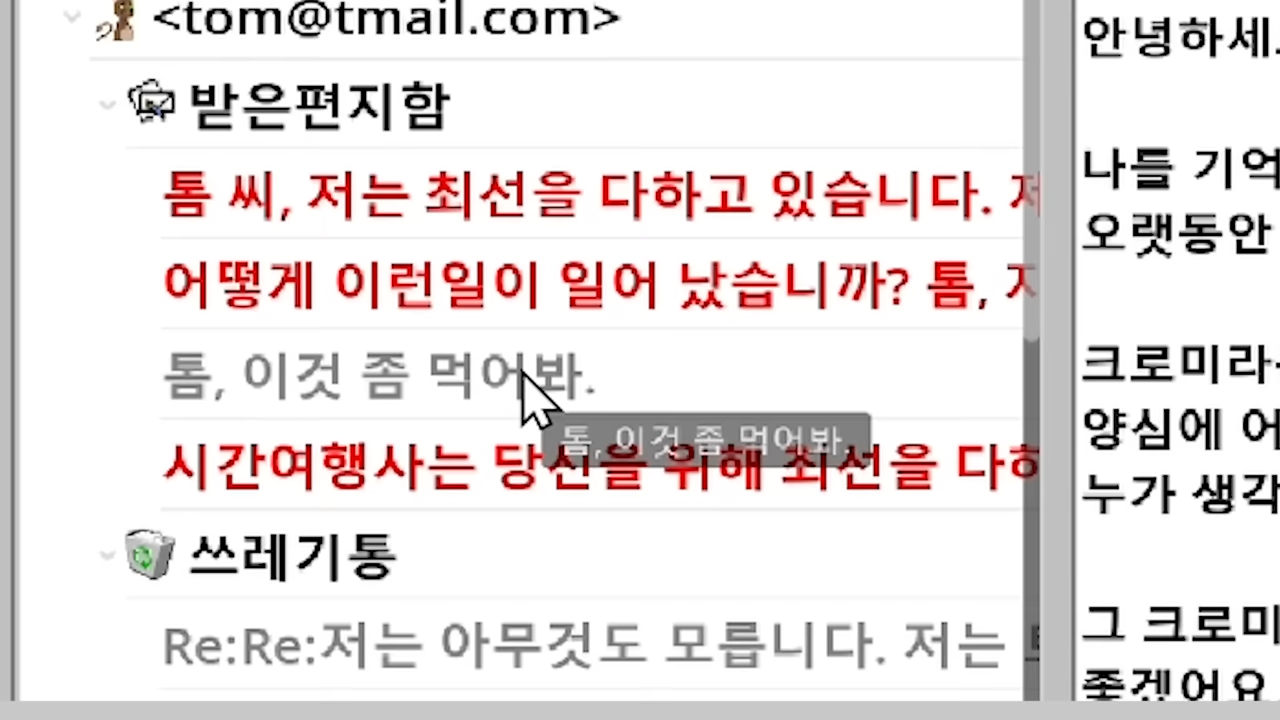 <tom@tmail.com>
받은편지함
톰 씨, 저는 최선을 다하고 있습니다.
어떻게 이런일이 일어 났습니까? 톰,
톰, 이것 좀 먹어봐.
톰, 이것 좀 먹어봐.
시간여행사는 당신을 위해 최선을
쓰레기통
Re:Re:저는 아무것도 모릅니다. 저는
안녕하세
나를 기억
오랫동안
크로미라
양심에 어
누가 생각
그 크로미
좋겠어요